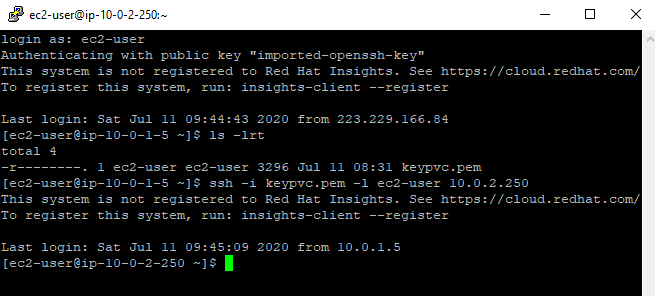 ec2-user@ip-10-0-2-250:~
login as: ec2-user
Authenticating with public key "imported-openssh-key"
This system is not registered to Red Hat Insights. See https://cloud.redhat.com/
To register this system, run: insights-client --register
Last login: Sat Jul 11 09:44:43 2020 from 223.229.166.84
[ec2-user@ip-10-0-1-5 ~]$ ls -lrt
total 4
-r--------. 1 ec2-user ec2-user 3296 Jul 11 08:31 keypvc.pem
[ec2-user@ip-10-0-1-5 ~]$ ssh -i keypvc.pem -l ec2-user 10.0.2.250
This system is not registered to Red Hat Insights. See https://cloud.redhat.com/
To register this system, run: insights-client --register
Last login: Sat Jul 11 09:45:09 2020 from 10.0.1.5
[ec2-user@ip-10-0-2-250 ~]$